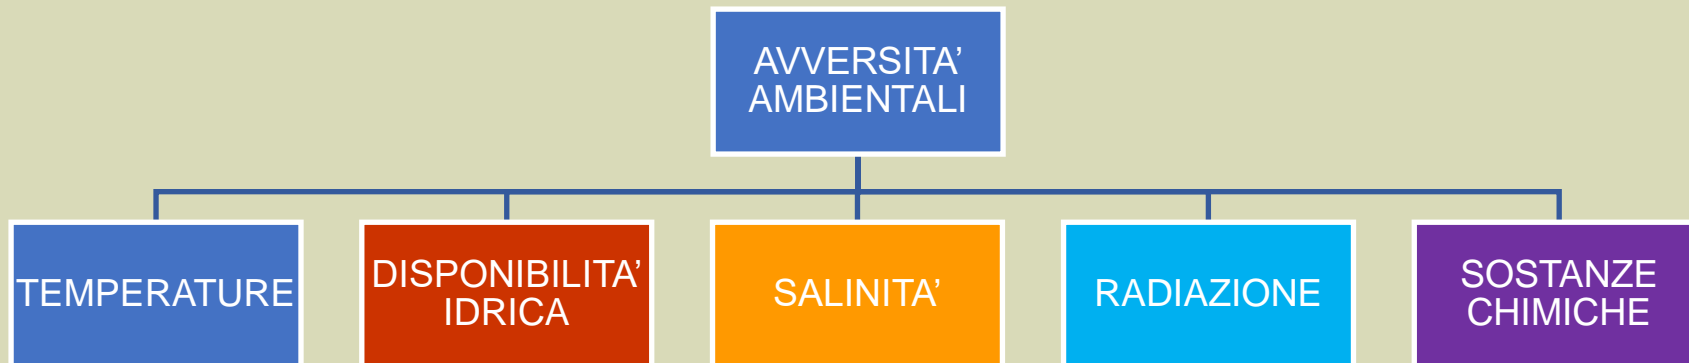 AVVERSITA’
AMBIENTALI
TEMPERATURE
DISPONIBILITA’
IDRICA
SALINITA’
RADIAZIONE
SOSTANZE
CHIMICHE